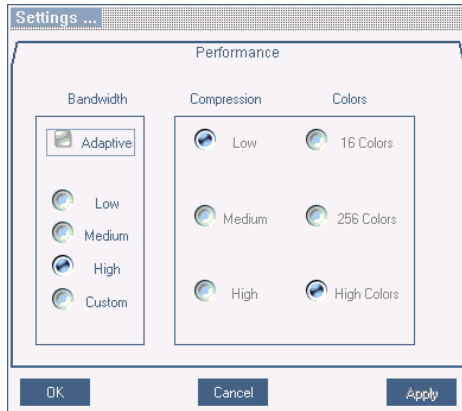 Settings ...
Performance
Bandwidth Compression Colors
Adaptive Low 16 Colors
Low
Medium 256 Colors
Medium
High
High High Colors
Custom
OK Cancel Apply